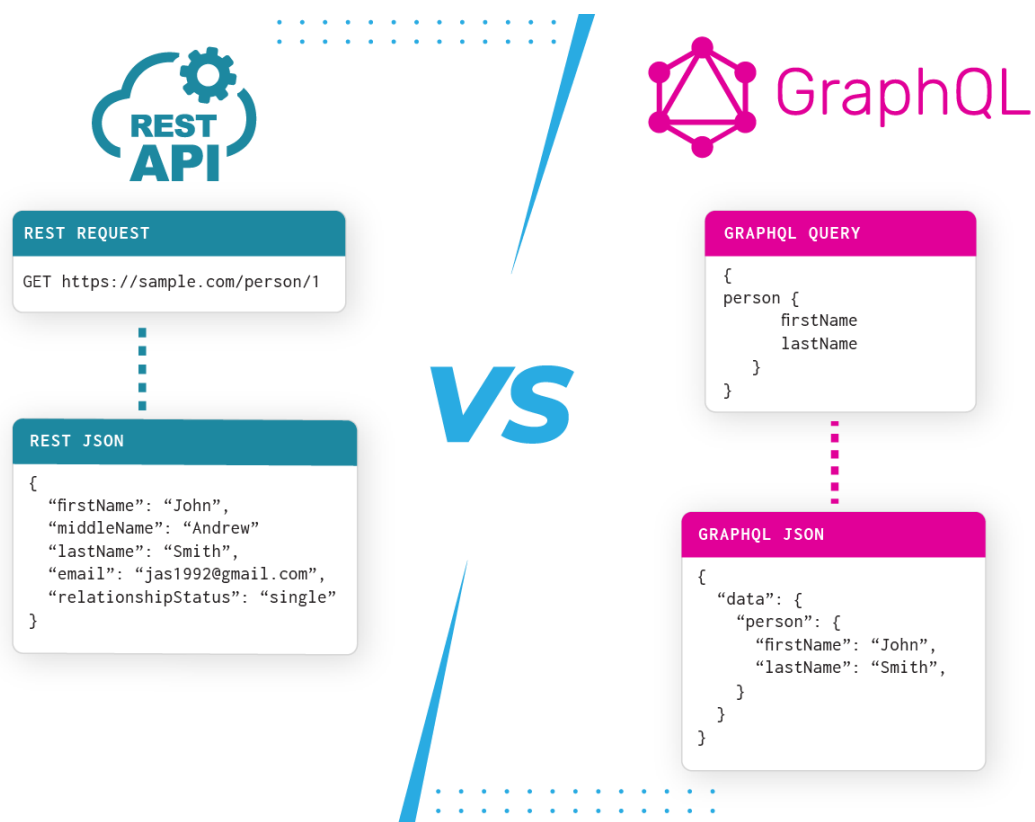 REST
API
REST REQUEST
GET https://sample.com/person/1
REST JSON
{
“firstName”: “John”,
“middleName”: “Andrew”
“lastName”: “Smith”,
“email”: “jas1992@gmail.com”,
“relationshipStatus”: “single”
}
VS
GraphQL
GRAPHQL QUERY
{
person {
firstName
lastName
}
}
GRAPHQL JSON
{
“data”: {
“person”: {
“firstName”: “John”,
“lastName”: “Smith”,
}
}
}